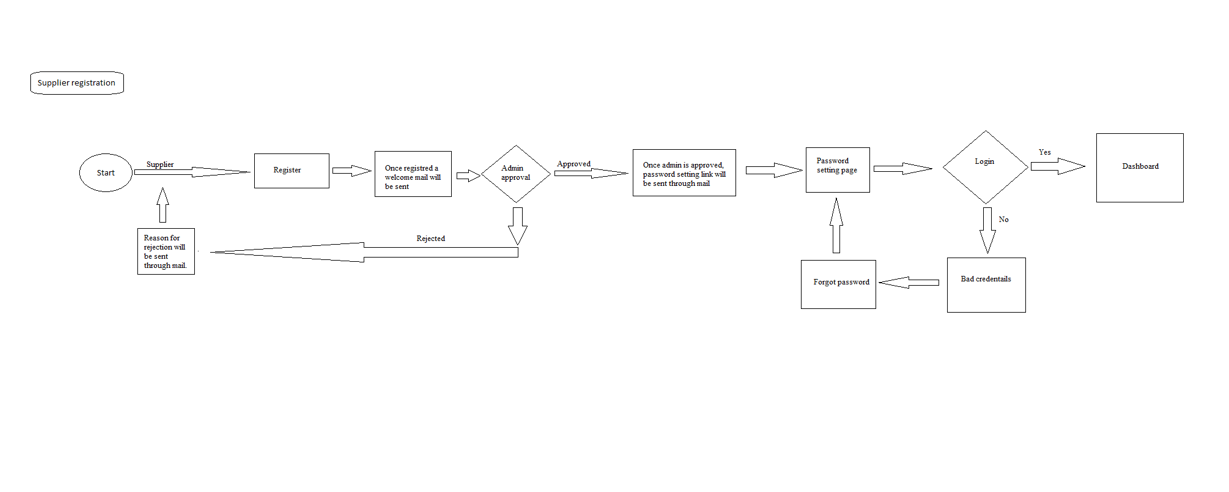 Supplier registration
Start
Supplier
Register
Once registred a
welcome mail will
be sent
Admin
approval
Approved
Once admin is approved,
password setting link will
be sent through mail
Password
setting page
Login
Yes
Dashboard
No
Bad credentails
Forgot password
Rejected
Reason for
rejection will
be sent
through mail.